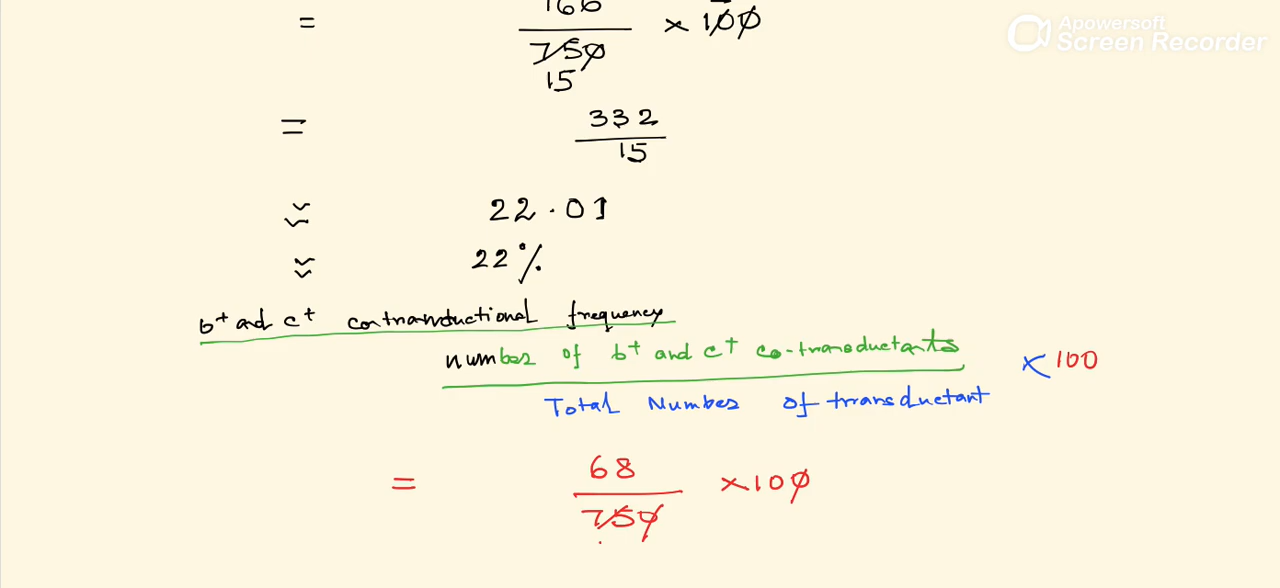 = 166 × 100
750
15
= 332
15
≈ 22.01
≈ 22%
b+ and c+ cotransductional frequency
number of b+ and c+ co-transductants × 100
Total Number of transductant
= 68 × 100
750
Apowersoft
Screen Recorder